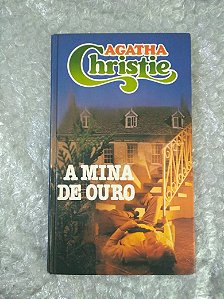 AGATHA
Christie
A MINA
DE OURO